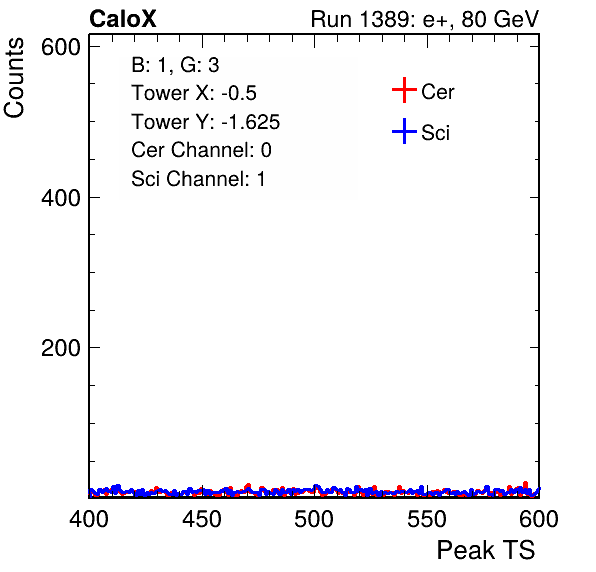 CaloX Run 1389: e+, 80 GeV
Counts
600
400
200
B: 1, G: 3
Tower X: -0.5
Tower Y: -1.625
Cer Channel: 0
Sci Channel: 1
Cer
Sci
400 450 500 550 600
Peak TS